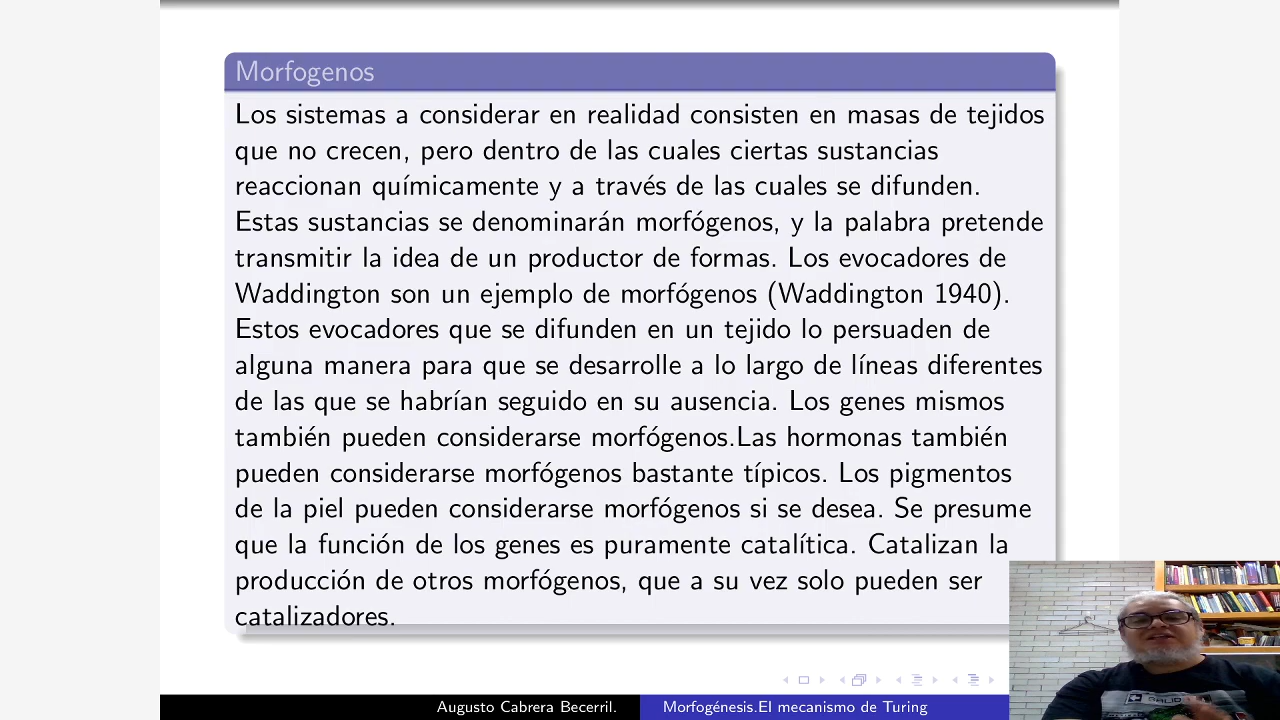 Morfogenos
Los sistemas a considerar en realidad consisten en masas de tejidos
que no crecen, pero dentro de las cuales ciertas sustancias
reaccionan químicamente y a través de las cuales se difunden.
Estas sustancias se denominarán morfógenos, y la palabra pretende
transmitir la idea de un productor de formas. Los evocadores de
Waddington son un ejemplo de morfógenos (Waddington 1940).
Estos evocadores que se difunden en un tejido lo persuaden de
alguna manera para que se desarrolle a lo largo de líneas diferentes
de las que se habrían seguido en su ausencia. Los genes mismos
también pueden considerarse morfógenos.Las hormonas también
pueden considerarse morfógenos bastante típicos. Los pigmentos
de la piel pueden considerarse morfógenos si se desea. Se presume
que la función de los genes es puramente catalítica. Catalizan la
producción de otros morfógenos, que a su vez solo pueden ser
catalizadores.
Augusto Cabrera Becerril.
Morfogénesis.El mecanismo de Turing